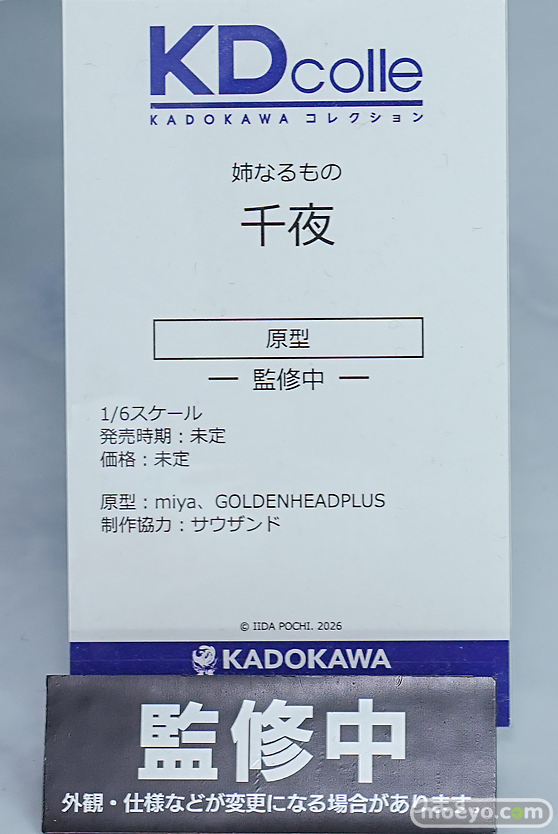 KDcolle
KADOKAWA コレクション
姉なるもの
千夜
原型
― 監修中 ―
1/6スケール
発売時期：未定
価格：未定
原型：miya、GOLDENHEADPLUS
制作協力：サウザンド
© IIDA POCHI. 2026
KADOKAWA
監修中
外観・仕様などが変更になる場合があります。
moeyo.com